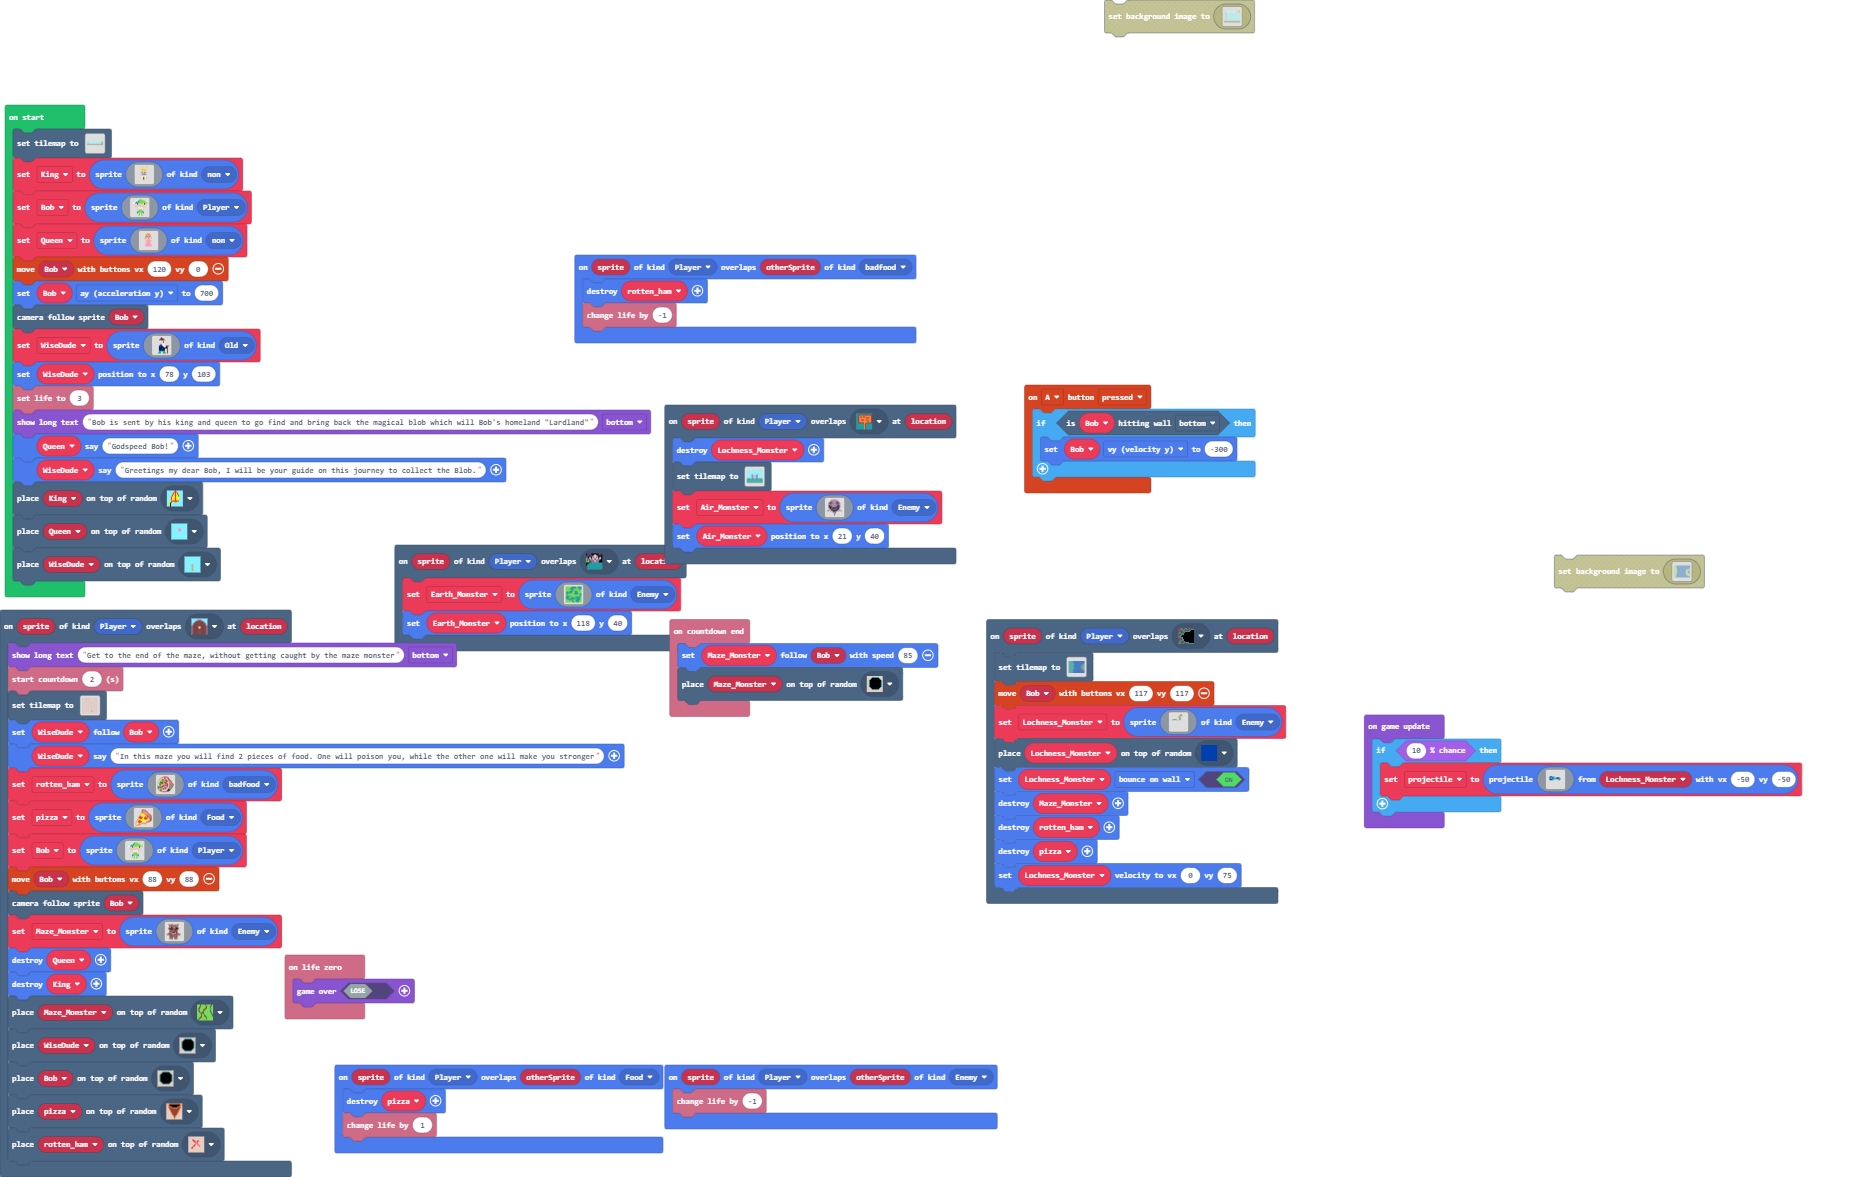 set background image to
on start
set tilemap to
set King to sprite of kind non
set Bob to sprite of kind Player
set Queen to sprite of kind non
move Bob with buttons vx 120 vy 0
set Bob ay (acceleration y) to 700
camera follow sprite Bob
set WiseDude to sprite of kind Old
set WiseDude position to x 78 y 103
set life to 3
show long text "Bob is sent by his king and queen to go find and bring back the magical blob which will Bob's homeland "Lardland"" bottom
Queen say "Godspeed Bob!"
WiseDude say "Greetings my dear Bob, I will be your guide on this journey to collect the Blob."
place King on top of random
place Queen on top of random
place WiseDude on top of random
on sprite of kind Player overlaps otherSprite of kind badfood
destroy rotten_ham
change life by -1
on sprite of kind Player overlaps at location
destroy Lochness_Monster
set tilemap to
set Air_Monster to sprite of kind Enemy
set Air_Monster position to x 21 y 40
on A button pressed
if is Bob hitting wall bottom then
set Bob vy (velocity y) to -300
set background image to
on sprite of kind Player overlaps at locat
set Earth_Monster to sprite of kind Enemy
set Earth_Monster position to x 118 y 40
on sprite of kind Player overlaps at location
show long text "Get to the end of the maze, without getting caught by the maze monster" bottom
start countdown 2 (s)
set tilemap to
set WiseDude follow Bob
WiseDude say "In this maze you will find 2 pieces of food. One will poison you, while the other one will make you stronger"
set rotten_ham to sprite of kind badfood
set pizza to sprite of kind Food
set Bob to sprite of kind Player
move Bob with buttons vx 88 vy 88
camera follow sprite Bob
set Maze_Monster to sprite of kind Enemy
destroy Queen
destroy King
place Maze_Monster on top of random
place WiseDude on top of random
place Bob on top of random
place pizza on top of random
place rotten_ham on top of random
on countdown end
set Maze_Monster follow Bob with speed 85
place Maze_Monster on top of random
on sprite of kind Player overlaps at location
set tilemap to
move Bob with buttons vx 117 vy 117
set Lochness_Monster to sprite of kind Enemy
place Lochness_Monster on top of random
set Lochness_Monster bounce on wall ON
destroy Maze_Monster
destroy rotten_ham
destroy pizza
set Lochness_Monster velocity to vx 0 vy 75
on game update
if 10 % chance then
set projectile to projectile from Lochness_Monster with vx -50 vy -50
on life zero
game over LOSE
on sprite of kind Player overlaps otherSprite of kind Food
destroy pizza
change life by 1
on sprite of kind Player overlaps otherSprite of kind Enemy
change life by -1